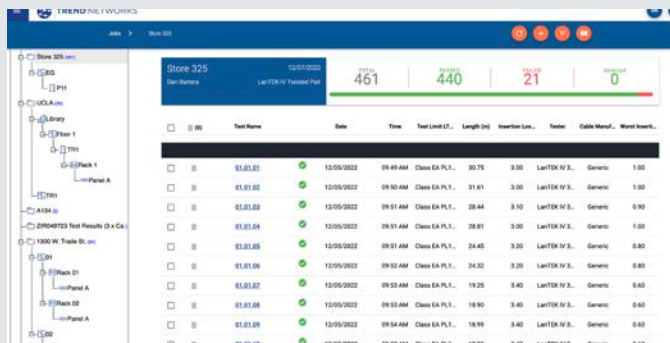 TREND NETWORKS
Jobs > Store 325
Store 325
EG
P11
UCLA
Library
Floor 1
TR1
Rack 1
Panel A
TR1
A104
ZIR049723 Test Results (3 x Ca
1300 W. Trade St.
01
Rack 01
Panel A
Rack 02
Panel A
02
Store 325 12/07/2022
Dan Barrera LanTEK-IV Twisted Pair
TOTAL 461
PASSED 440
FAILED 21
Selected 0
(0) Test Name Date Time Test Limit LT... Length (m) Insertion Los... Tester Cable Manuf... Worst Inserti...
01.01.01 12/05/2022 09:49 AM Class EA PL1... 30.75 3.00 LanTEK IV 3... Generic 1.00
01.01.02 12/05/2022 09:50 AM Class EA PL1... 31.61 3.00 LanTEK IV 3... Generic 1.00
01.01.03 12/05/2022 09:51 AM Class EA PL1... 28.44 3.10 LanTEK IV 3... Generic 0.90
01.01.04 12/05/2022 09:51 AM Class EA PL1... 28.81 3.00 LanTEK IV 3... Generic 1.00
01.01.05 12/05/2022 09:51 AM Class EA PL1... 24.45 3.20 LanTEK IV 3... Generic 0.80
01.01.06 12/05/2022 09:52 AM Class EA PL1... 24.32 3.20 LanTEK IV 3... Generic 0.80
01.01.07 12/05/2022 09:53 AM Class EA PL1... 19.25 3.40 LanTEK IV 3... Generic 0.60
01.01.08 12/05/2022 09:53 AM Class EA PL1... 18.90 3.40 LanTEK IV 3... Generic 0.60
01.01.09 12/05/2022 09:54 AM Class EA PL1... 18.99 3.40 LanTEK IV 3... Generic 0.60